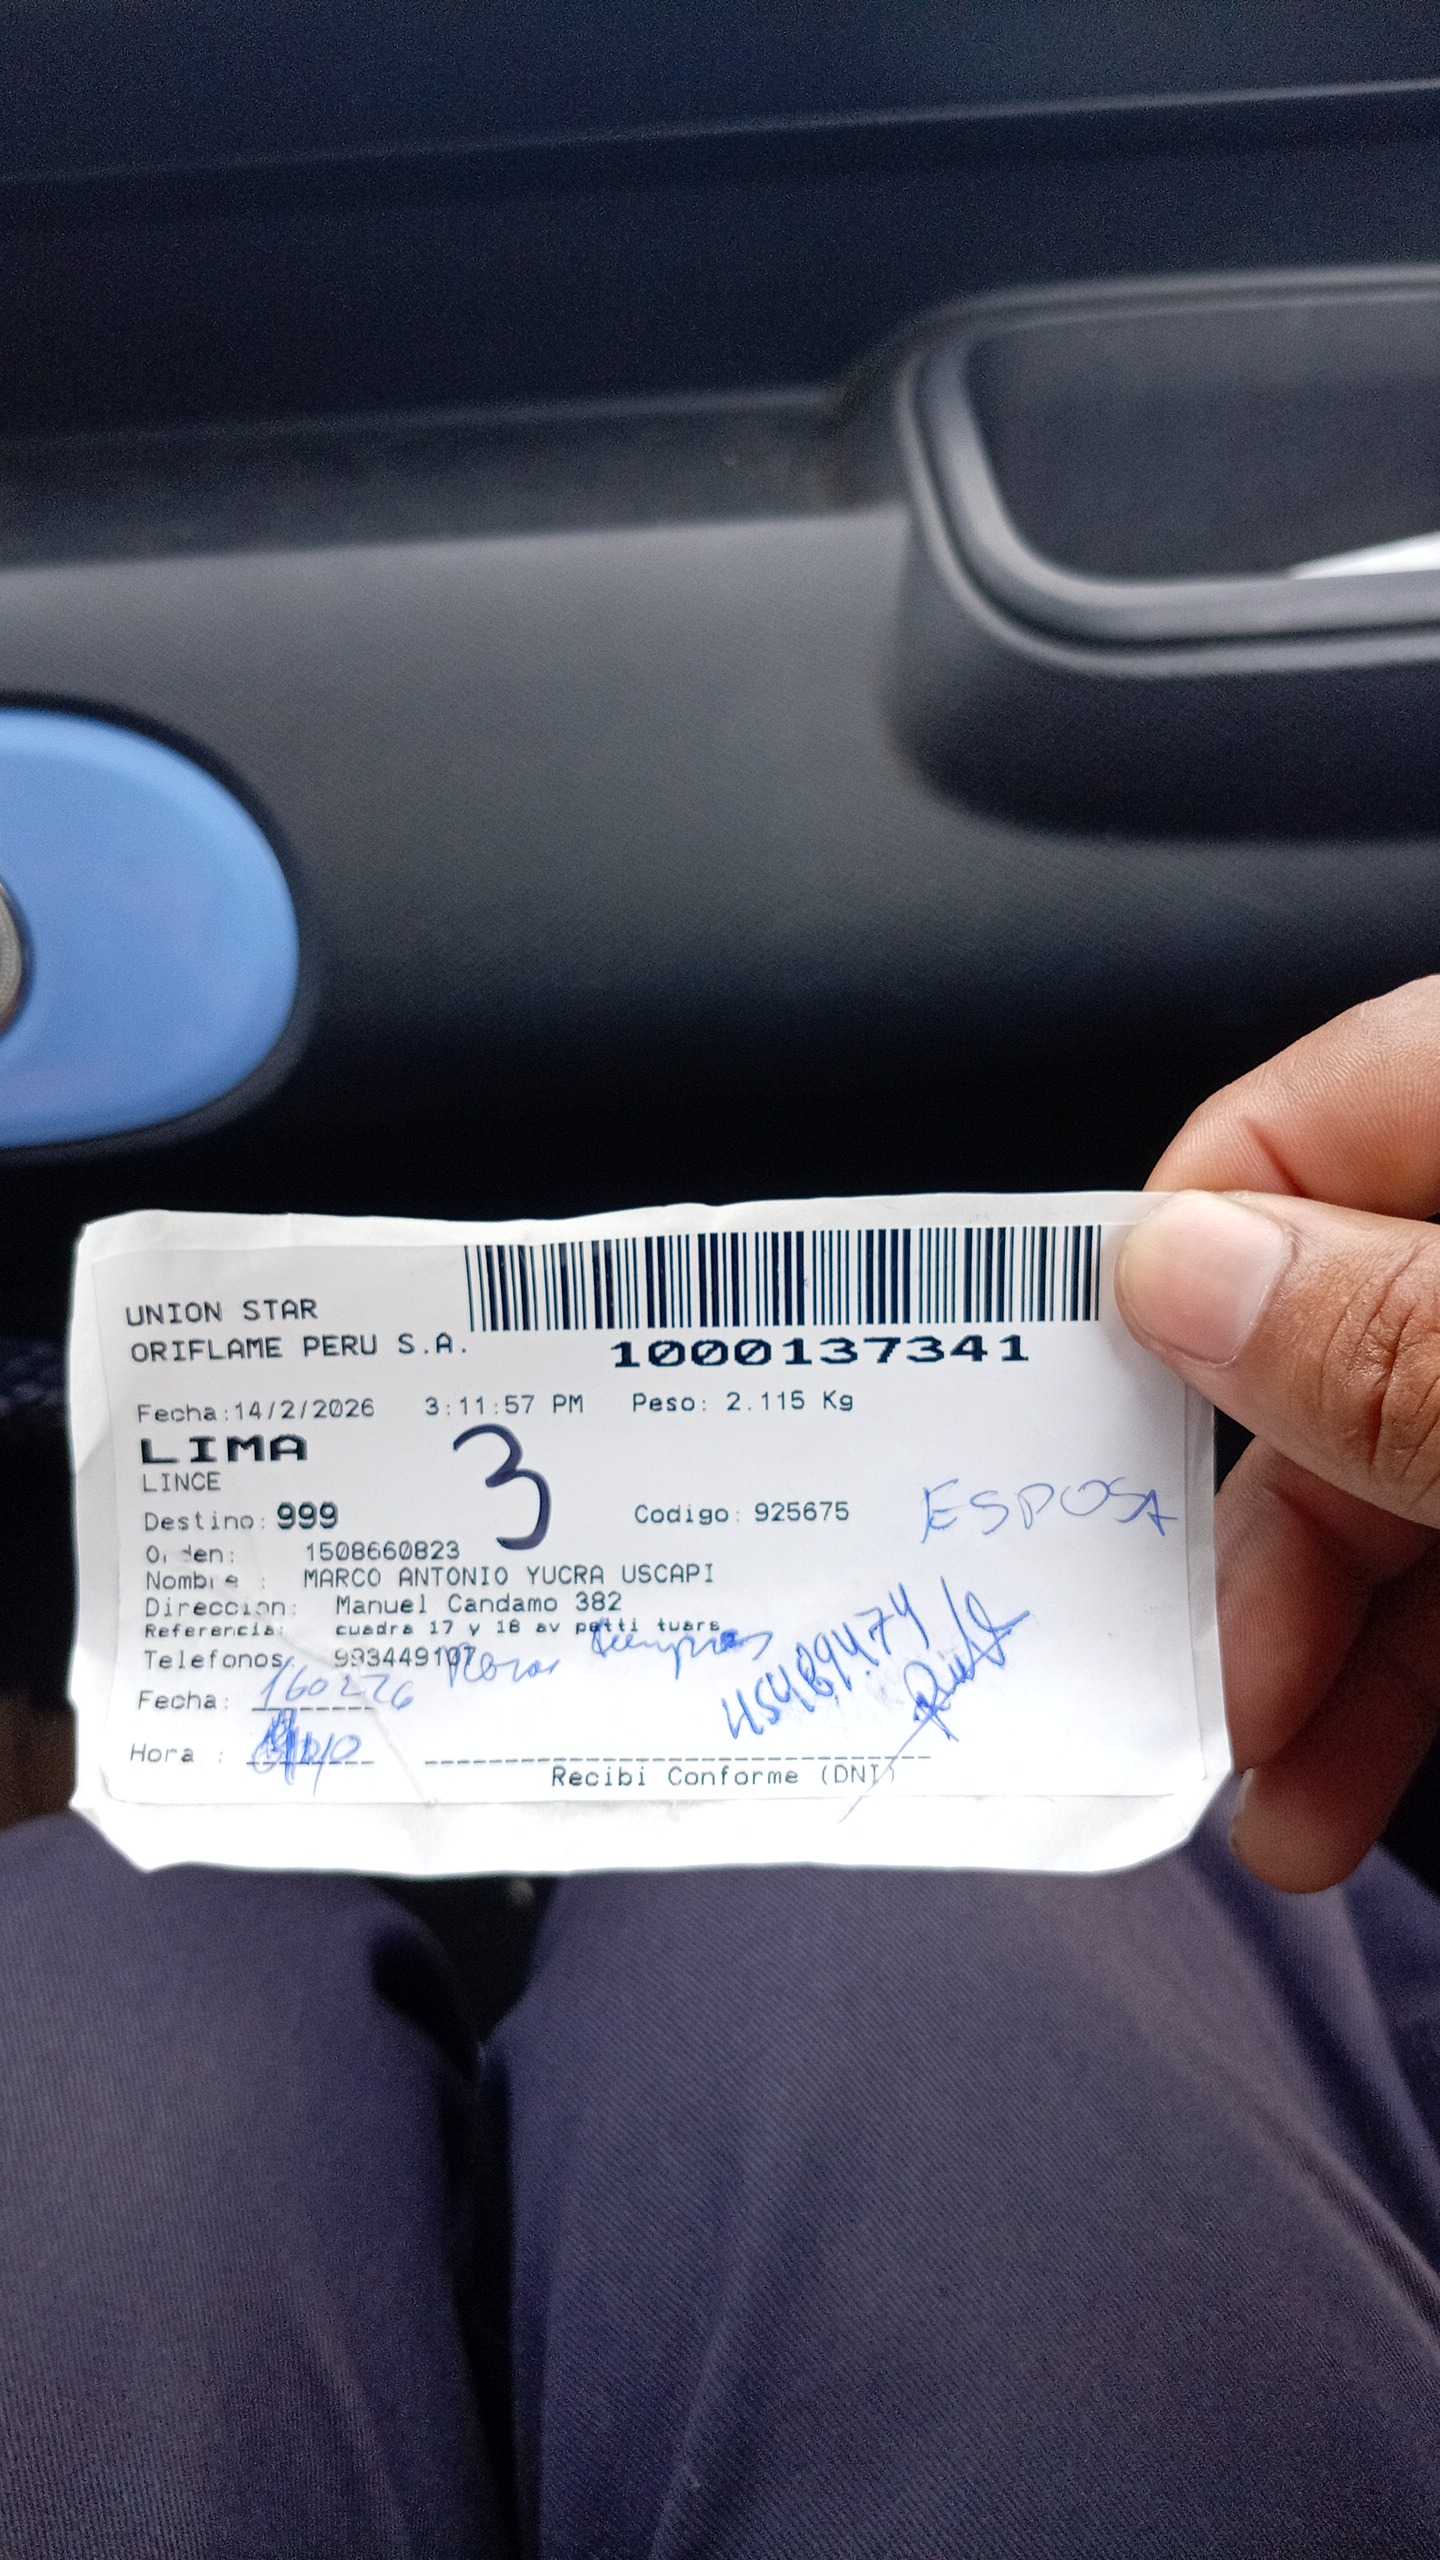 UNION STAR
ORIFLAME PERU S.A.
1000137341
Fecha:14/2/2026 3:11:57 PM Peso: 2.115 Kg
LIMA
3
LINCE
Destino: 999 Codigo: 925675
ESPOSA
Orden: 1508660823
Nombre : MARCO ANTONIO YUCRA USCAPI
Direccion: Manuel Candamo 382
Referencia: cuadra 17 y 18 av petti tuars
Telefonos: 993449107
Fecha: 160226
Hora :
Recibi Conforme (DNI)